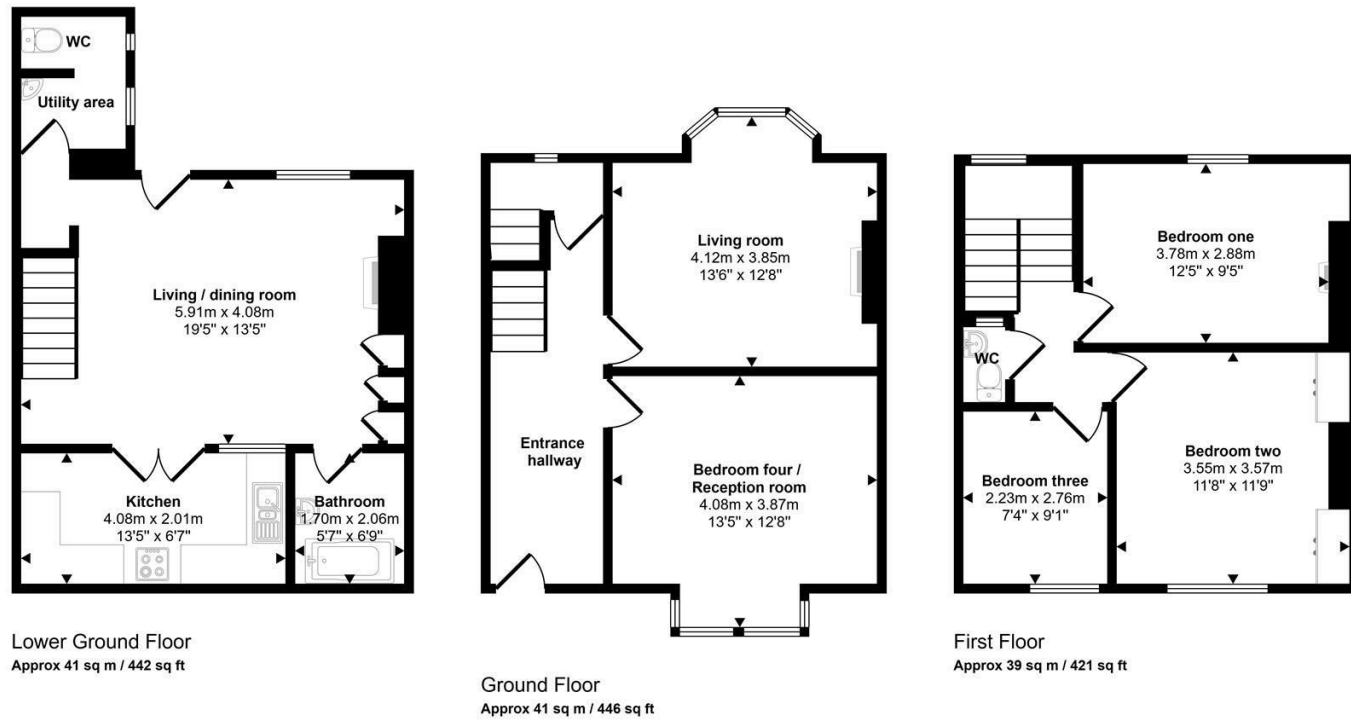 WC
Utility area
Living / dining room
5.91m x 4.08m
19'5" x 13'5"
Kitchen
4.08m x 2.01m
13'5" x 6'7"
Bathroom
1.70m x 2.06m
5'7" x 6'9"
Lower Ground Floor
Approx 41 sq m / 442 sq ft
Living room
4.12m x 3.85m
13'6" x 12'8"
Entrance
hallway
Bedroom four /
Reception room
4.08m x 3.87m
13'5" x 12'8"
Ground Floor
Approx 41 sq m / 446 sq ft
Bedroom one
3.78m x 2.88m
12'5" x 9'5"
WC
Bedroom two
3.55m x 3.57m
11'8" x 11'9"
Bedroom three
2.23m x 2.76m
7'4" x 9'1"
First Floor
Approx 39 sq m / 421 sq ft